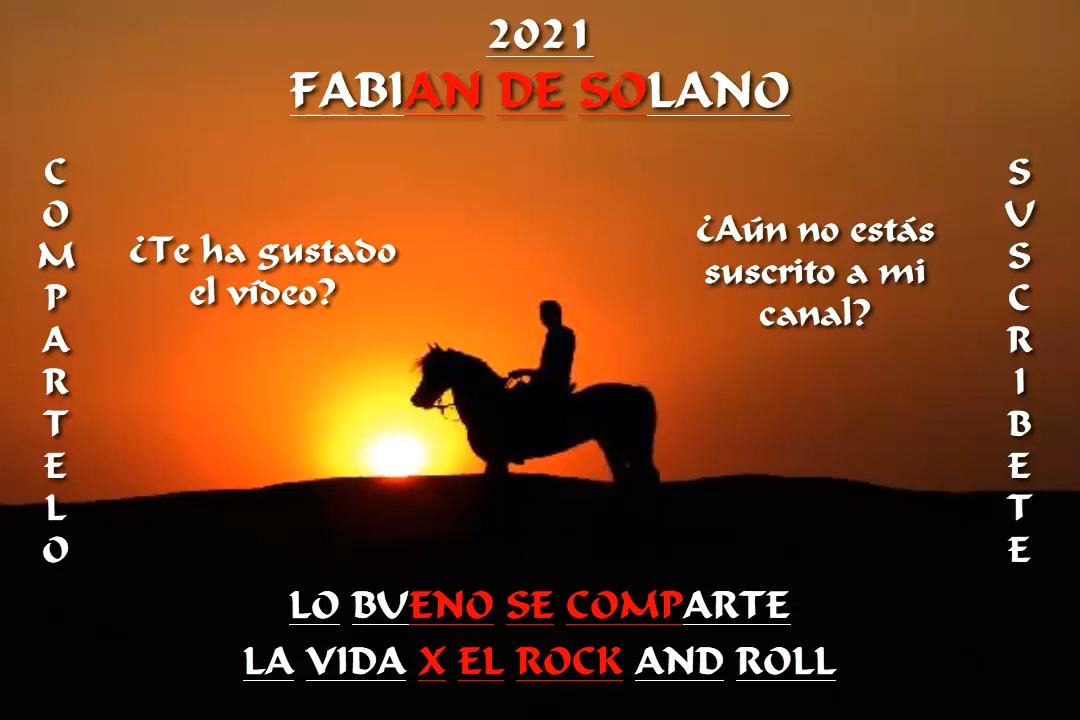 2021
FABIAN DE SOLANO
COMPARTELO
¿Te ha gustado
el vídeo?
¿Aún no estás
suscrito a mi
canal?
SUSCRIBETE
LO BUENO SE COMPARTE
LA VIDA X EL ROCK AND ROLL